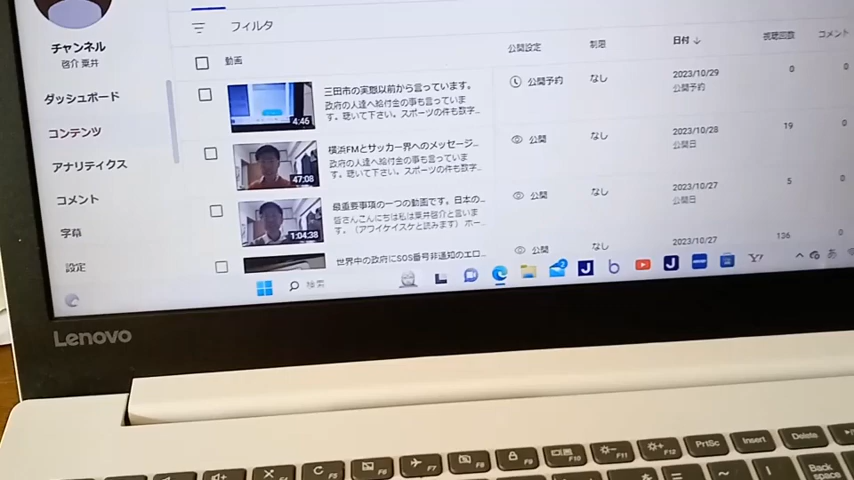 フィルタ
チャンネル
啓介 粟井
ダッシュボード
コンテンツ
アナリティクス
コメント
字幕
設定
動画
公開設定
制限
日付
視聴回数
コメント
4:46
三田市の実態以前から言っています。
政府の人達へ給付金の事も言っていま
す。聴いて下さい。スポーツの件も数字...
公開予約
なし
2023/10/29
公開予約
0
0
47:08
横浜FMとサッカー界へのメッセージ...
政府の人達へ給付金の事も言っていま
す。聴いて下さい。スポーツの件も数字...
公開
なし
2023/10/28
公開日
19
0
1:04:38
最重要事項の一つの動画です。日本の...
皆さんこんにちは私は粟井啓介と言いま
す。（アワイケイスケと読みます）ホー...
公開
なし
2023/10/27
公開日
5
0
世界中の政府にSOS番号非通知のエロ...
公開
なし
2023/10/27
126
0
検索
2
J
b
J
Y!
あ
Lenovo
F5
F6
F7
F8
F9
F10
F11
F12
PrtSc
Insert
Delete
Back
space